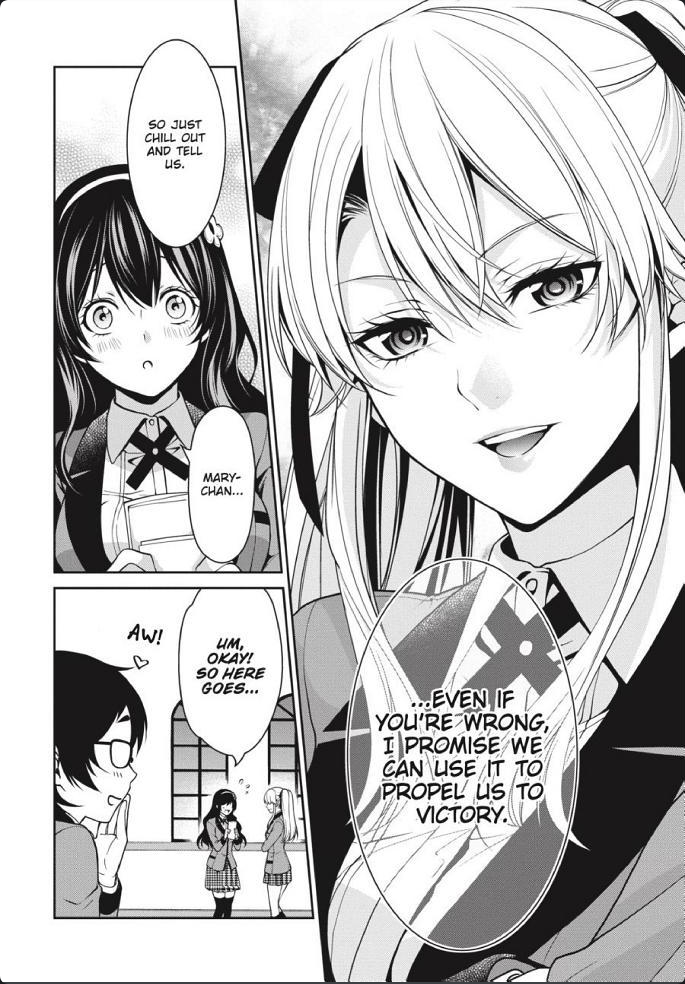 ...EVEN IF
YOU'RE WRONG,
I PROMISE WE
CAN USE IT TO
PROPEL US TO
VICTORY.
SO JUST
CHILL OUT
AND TELL
US.
MARY-
CHAN...
UM,
OKAY!
SO HERE
GOES...
AW!